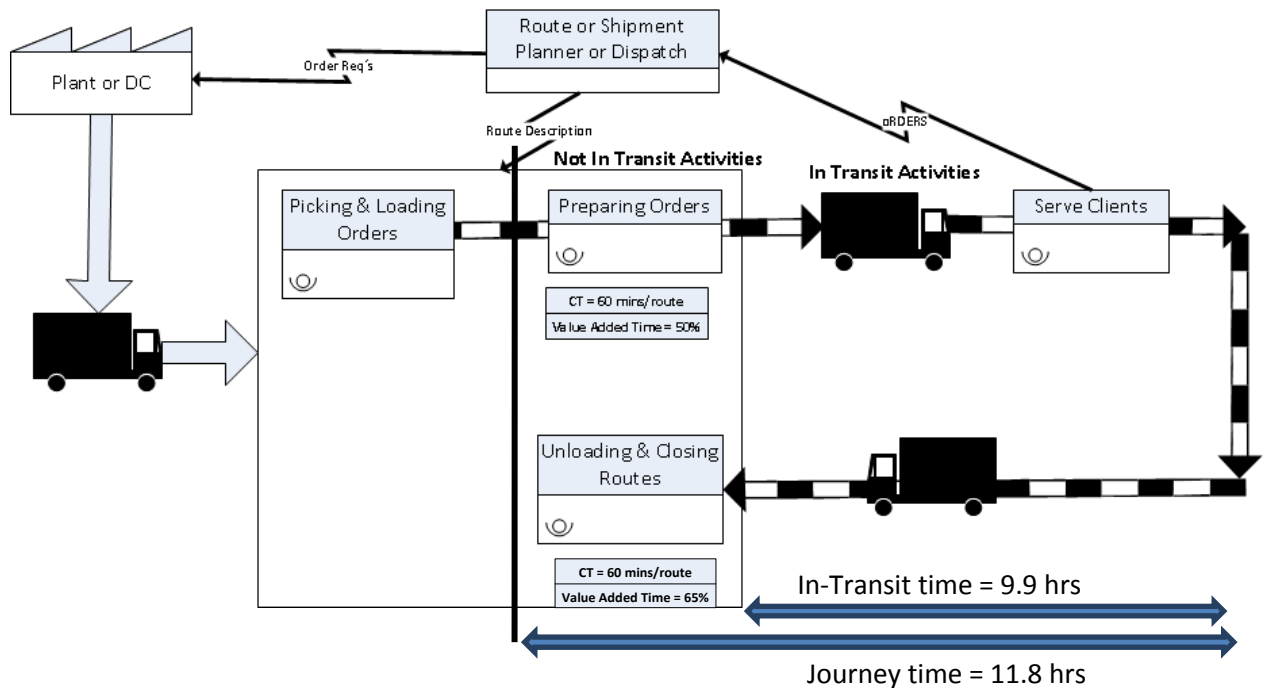 Route or Shipment
Planner or Dispatch
Plant or DC
Order Req´s
oRDERS
Route Description
Not In Transit Activities
In Transit Activities
Picking & Loading
Orders
Preparing Orders
Serve Clients
CT = 60 mins/route
Value Added Time = 50%
Unloading & Closing
Routes
CT = 60 mins/route
Value Added Time = 65%
In-Transit time = 9.9 hrs
Journey time = 11.8 hrs